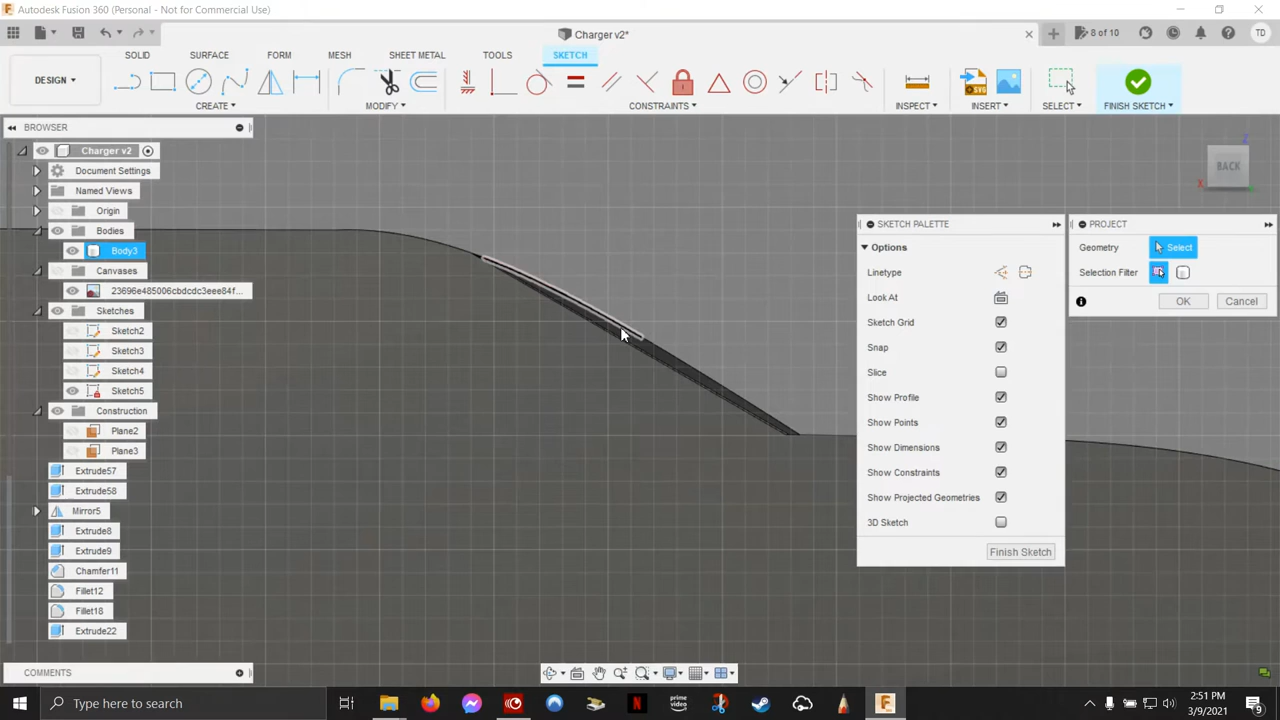 Autodesk Fusion 360 (Personal - Not for Commercial Use)
Charger v2*
8 of 10
TD
DESIGN
SOLID
SURFACE
FORM
MESH
SHEET METAL
TOOLS
SKETCH
SVG
CREATE
MODIFY
CONSTRAINTS
INSPECT
INSERT
SELECT
FINISH SKETCH
BROWSER
Charger v2
Document Settings
Named Views
Origin
Bodies
Body3
Canvases
23696e485006cbdcdc3eee84f...
Sketches
Sketch2
Sketch3
Sketch4
Sketch5
Construction
Plane2
Plane3
Extrude57
Extrude58
Mirror5
Extrude8
Extrude9
Chamfer11
Fillet12
Fillet18
Extrude22
COMMENTS
Z
BACK
X
SKETCH PALETTE
Options
Linetype
Look At
Sketch Grid
Snap
Slice
Show Profile
Show Points
Show Dimensions
Show Constraints
Show Projected Geometries
3D Sketch
Finish Sketch
PROJECT
Geometry
Select
Selection Filter
OK
Cancel
Type here to search
prime video
2:51 PM
3/9/2021